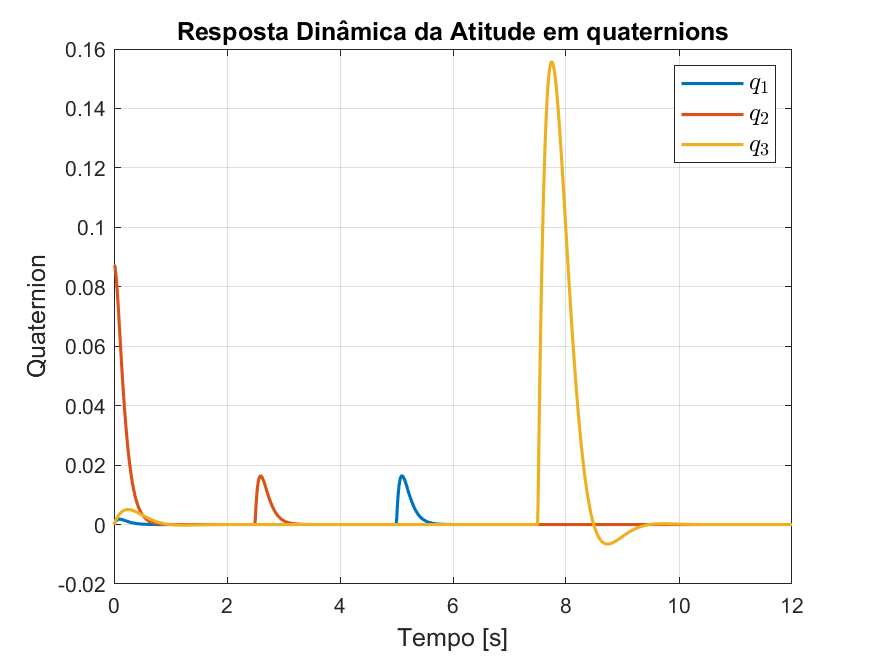 Resposta Dinâmica da Atitude em quaternions
0.16
0.14
0.12
0.1
0.08
0.06
0.04
0.02
0
-0.02
Quaternion
q₁
q₂
q₃
0 2 4 6 8 10 12
Tempo [s]